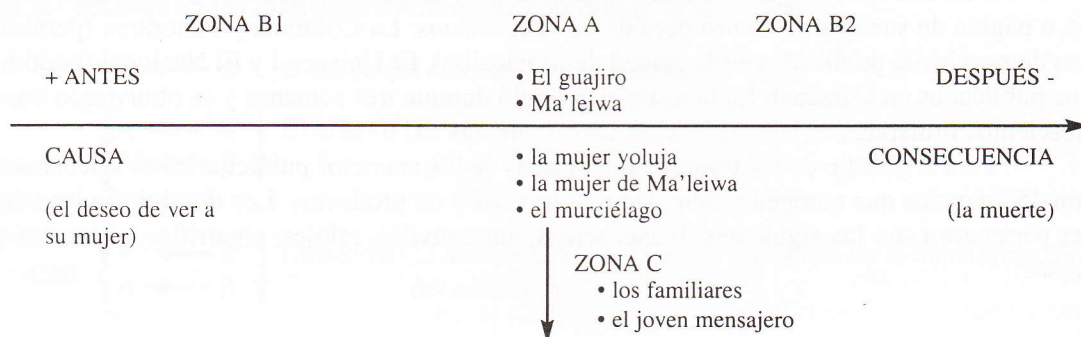 ZONA B1 ZONA A ZONA B2
+ ANTES • El guajiro DESPUÉS -
• Ma'leiwa
CAUSA • la mujer yoluja CONSECUENCIA
• la mujer de Ma'leiwa
(el deseo de ver a • el murciélago (la muerte)
su mujer)
ZONA C
• los familiares
• el joven mensajero